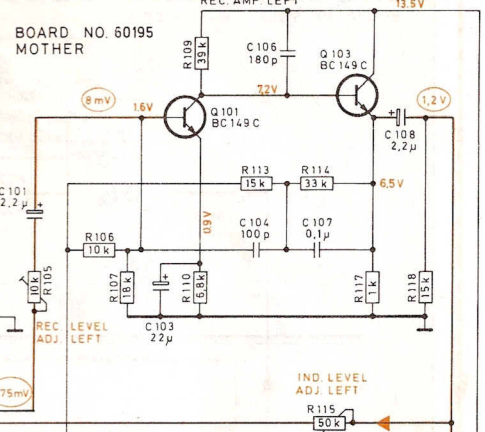 REC. AMP. LEFT
13.5V
BOARD NO. 60195
MOTHER
R109
39k
C106
180p
Q103
BC149C
8mV
1.6V
7.2V
1,2V
Q101
BC149C
C108
2,2µ
C101
2,2µ
R113
15k
R114
33k
6,5V
0.9V
R106
10k
C104
100p
C107
0,1µ
10k
R105
R107
18k
R110
6,8k
R117
1k
R118
15k
C103
22µ
REC. LEVEL
ADJ. LEFT
75mV
IND. LEVEL
ADJ. LEFT
R115
50k